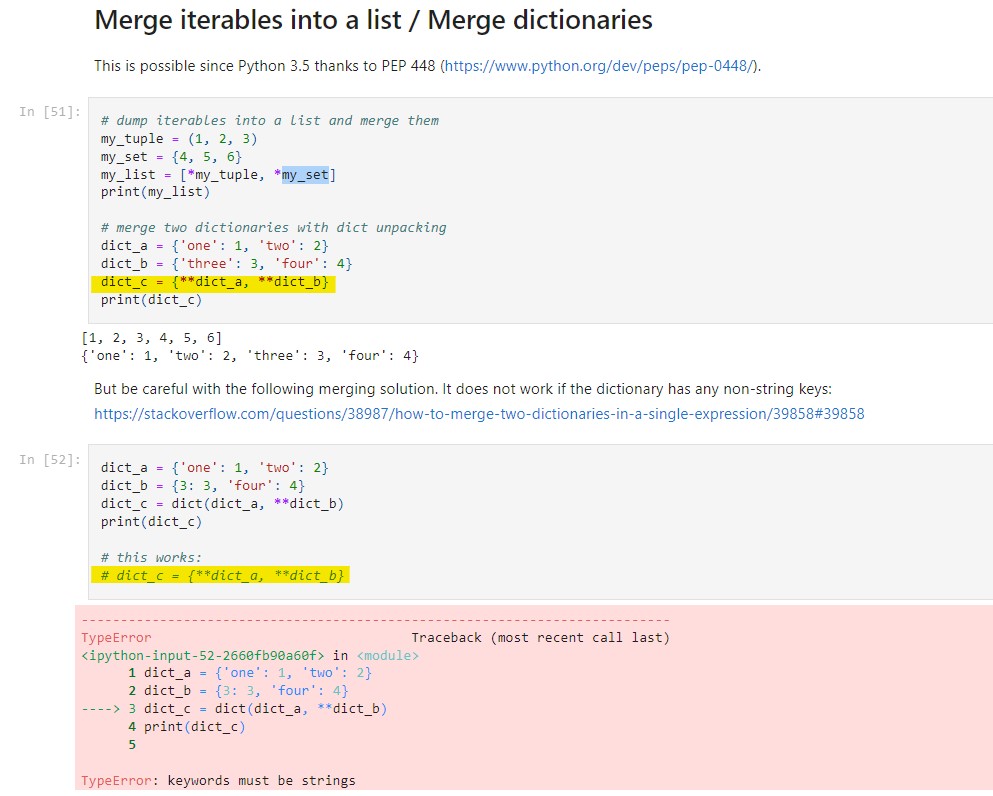 Merge iterables into a list / Merge dictionaries
This is possible since Python 3.5 thanks to PEP 448 (https://www.python.org/dev/peps/pep-0448/).
In [51]:
# dump iterables into a list and merge them
my_tuple = (1, 2, 3)
my_set = {4, 5, 6}
my_list = [*my_tuple, *my_set]
print(my_list)
# merge two dictionaries with dict unpacking
dict_a = {'one': 1, 'two': 2}
dict_b = {'three': 3, 'four': 4}
dict_c = {**dict_a, **dict_b}
print(dict_c)
[1, 2, 3, 4, 5, 6]
{'one': 1, 'two': 2, 'three': 3, 'four': 4}
But be careful with the following merging solution. It does not work if the dictionary has any non-string keys:
https://stackoverflow.com/questions/38987/how-to-merge-two-dictionaries-in-a-single-expression/39858#39858
In [52]:
dict_a = {'one': 1, 'two': 2}
dict_b = {3: 3, 'four': 4}
dict_c = dict(dict_a, **dict_b)
print(dict_c)
# this works:
# dict_c = {**dict_a, **dict_b}
---------------------------------------------------------------------------
TypeError Traceback (most recent call last)
<ipython-input-52-2660fb90a60f> in <module>
1 dict_a = {'one': 1, 'two': 2}
2 dict_b = {3: 3, 'four': 4}
----> 3 dict_c = dict(dict_a, **dict_b)
4 print(dict_c)
5
TypeError: keywords must be strings